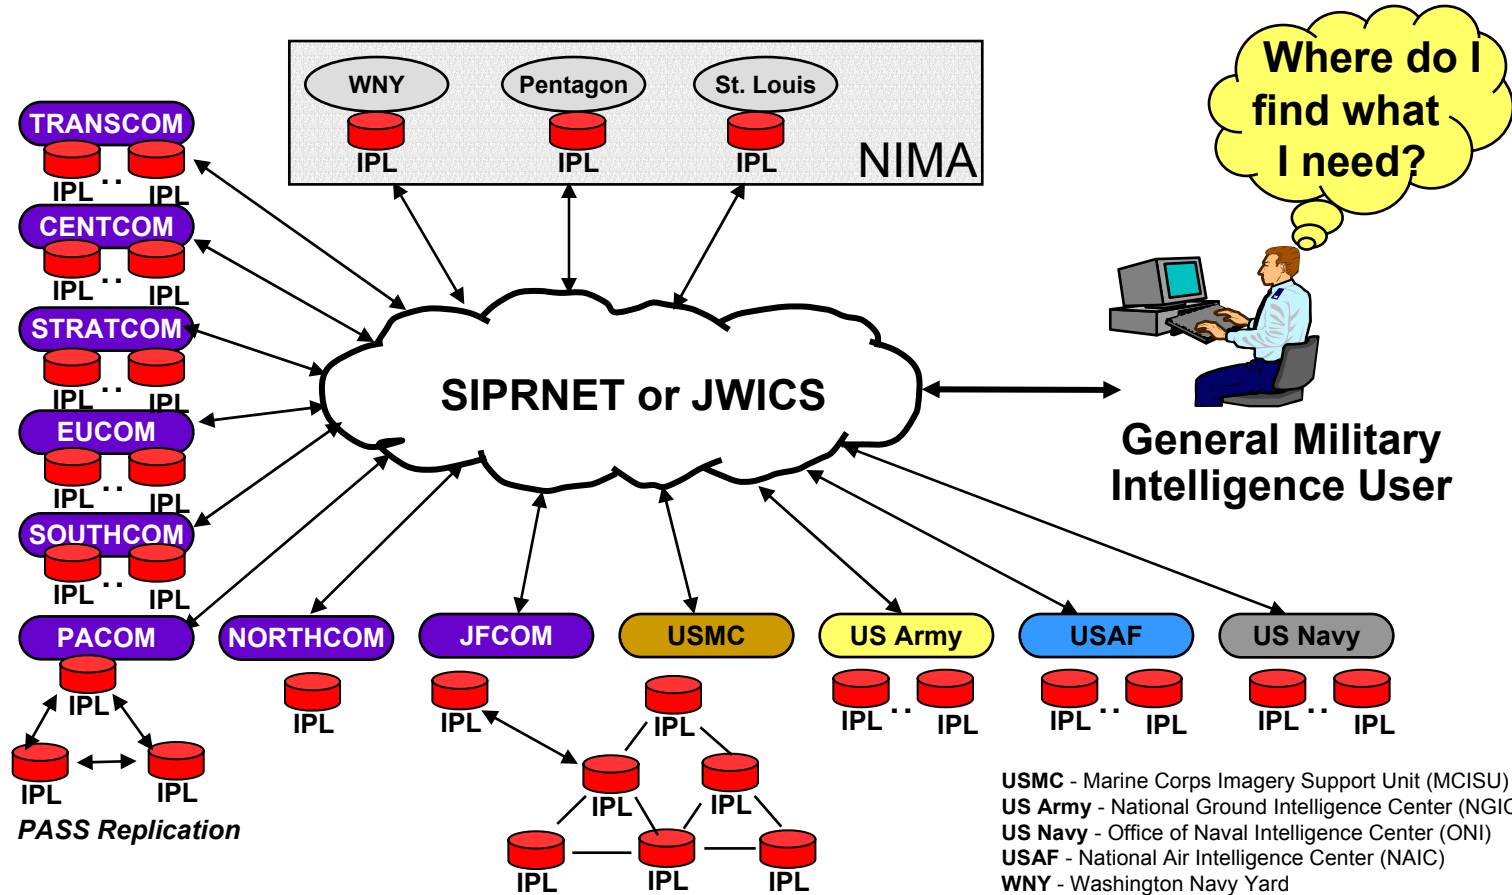 WNY
Pentagon
St. Louis
IPL
IPL
IPL
NIMA
Where do I
find what
I need?
TRANSCOM
IPL . . IPL
CENTCOM
IPL . . IPL
STRATCOM
IPL . . IPL
EUCOM
IPL . . IPL
SOUTHCOM
IPL . . IPL
SIPRNET or JWICS
General Military
Intelligence User
PACOM
IPL
IPL
IPL
PASS Replication
NORTHCOM
IPL
JFCOM
IPL
USMC
IPL
IPL
IPL
IPL
IPL
IPL
US Army
IPL . . IPL
USAF
IPL . . IPL
US Navy
IPL . . IPL
USMC - Marine Corps Imagery Support Unit (MCISU)
US Army - National Ground Intelligence Center (NGIC
US Navy - Office of Naval Intelligence Center (ONI)
USAF - National Air Intelligence Center (NAIC)
WNY - Washington Navy Yard